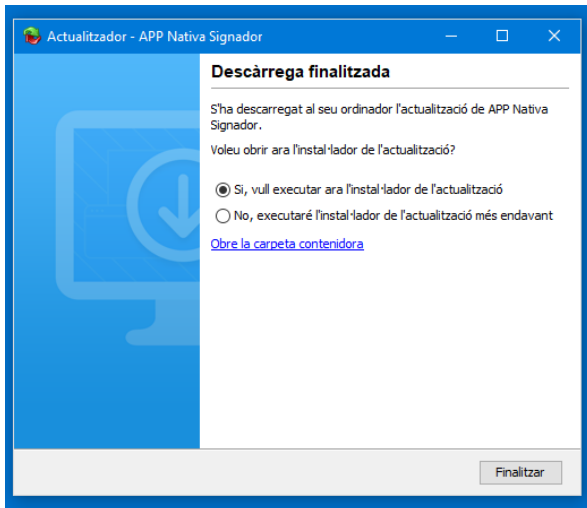 Actualitzador - APP Nativa Signador
Descàrrega finalitzada
S'ha descarregat al seu ordinador l'actualització de APP Nativa
Signador.
Voleu obrir ara l'instal·lador de l'actualització?
Si, vull executar ara l'instal·lador de l'actualització
No, executaré l'instal·lador de l'actualització més endavant
Obre la carpeta contenidora
Finalitzar